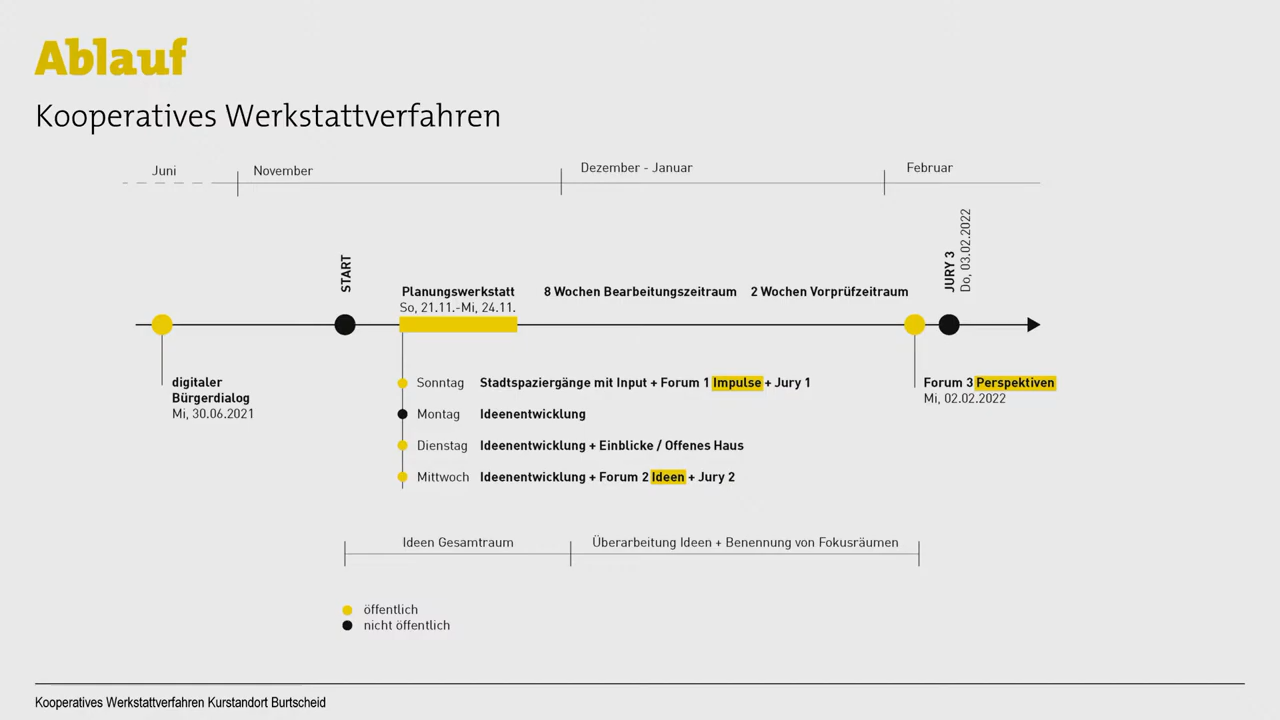 Ablauf
Kooperatives Werkstattverfahren
Juni
November
Dezember - Januar
Februar
START
JURY 3
Do, 03.02.2022
Planungswerkstatt
So, 21.11.-Mi, 24.11.
8 Wochen Bearbeitungszeitraum
2 Wochen Vorprüfzeitraum
digitaler
Bürgerdialog
Mi, 30.06.2021
Sonntag Stadtspaziergänge mit Input + Forum 1 Impulse + Jury 1
Montag Ideenentwicklung
Dienstag Ideenentwicklung + Einblicke / Offenes Haus
Mittwoch Ideenentwicklung + Forum 2 Ideen + Jury 2
Forum 3 Perspektiven
Mi, 02.02.2022
Ideen Gesamtraum
Überarbeitung Ideen + Benennung von Fokusräumen
öffentlich
nicht öffentlich
Kooperatives Werkstattverfahren Kurstandort Burtscheid